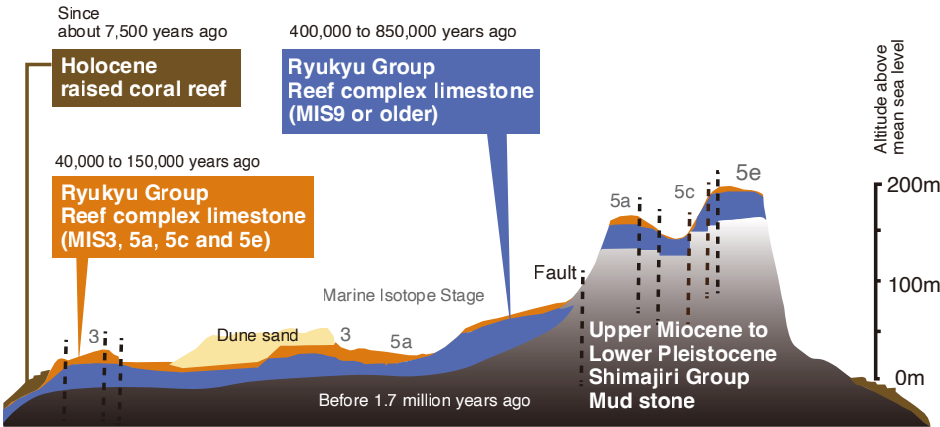 Since
about 7,500 years ago
Holocene
raised coral reef
400,000 to 850,000 years ago
Ryukyu Group
Reef complex limestone
(MIS9 or older)
40,000 to 150,000 years ago
Ryukyu Group
Reef complex limestone
(MIS3, 5a, 5c and 5e)
Altitude above
mean sea level
200m
100m
0m
5a
5c
5e
Fault
Marine Isotope Stage
3
Dune sand
3
5a
Upper Miocene to
Lower Pleistocene
Shimajiri Group
Mud stone
Before 1.7 million years ago